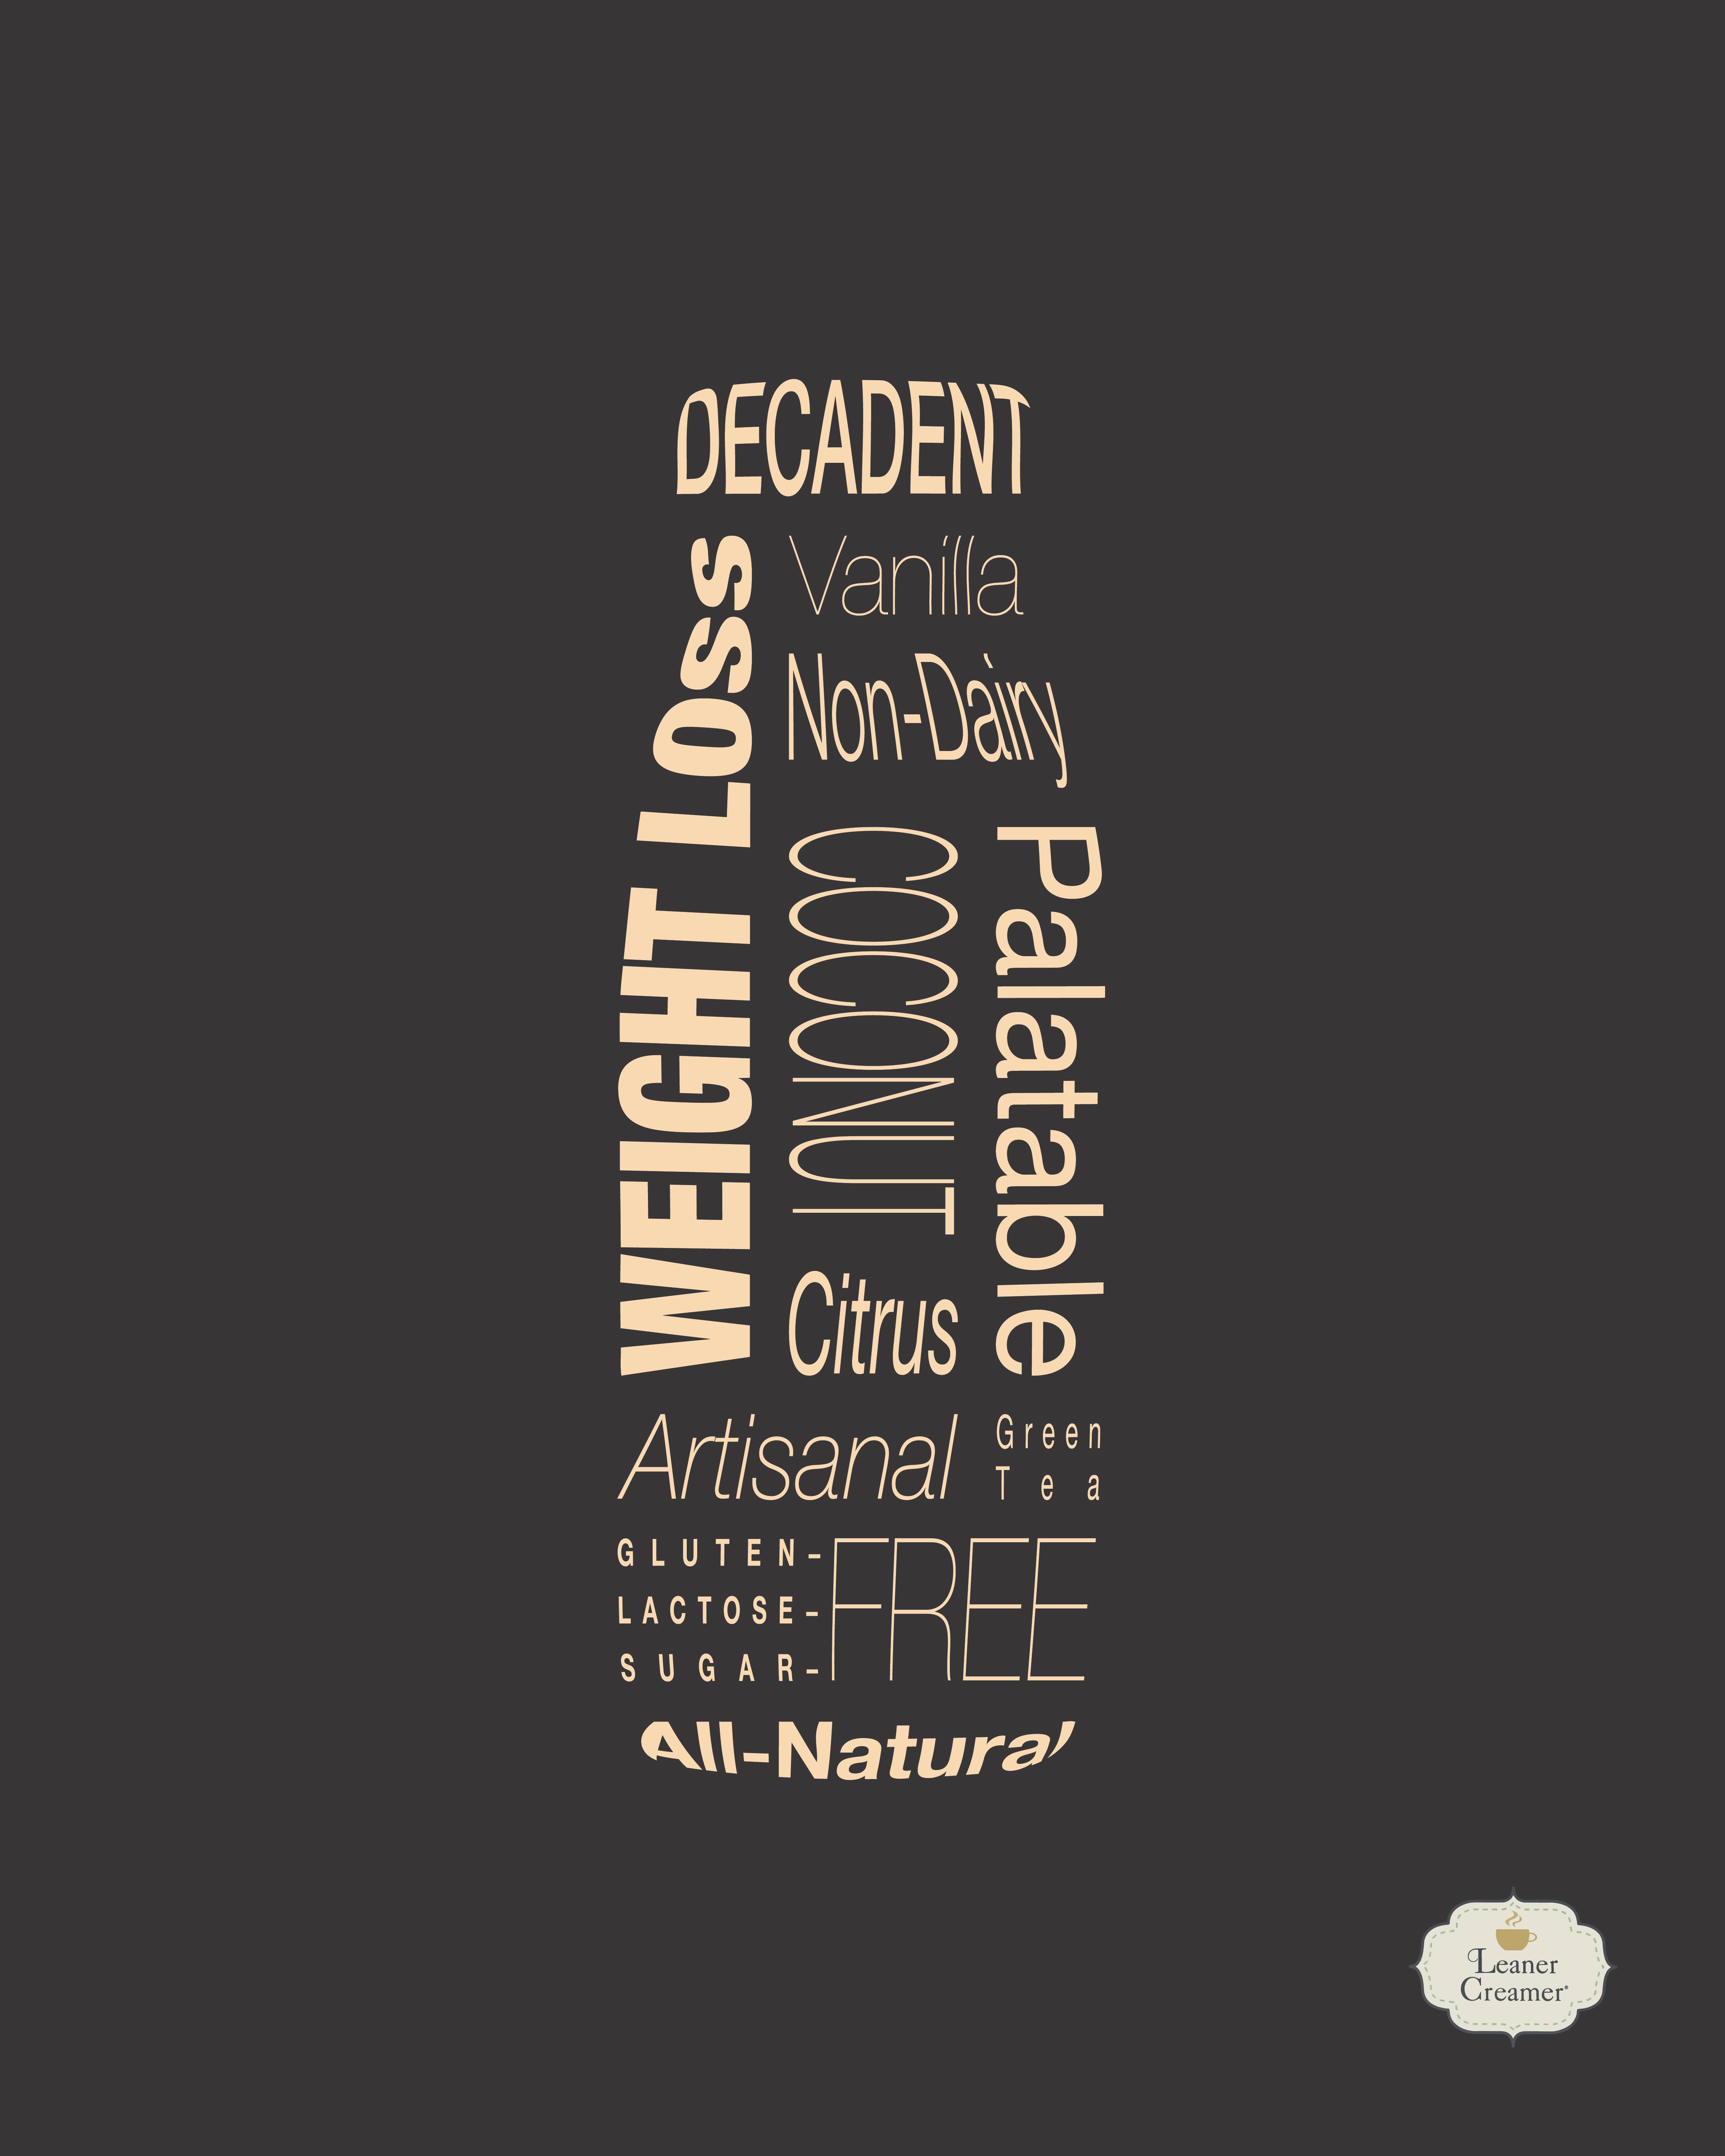 DECADENT
WEIGHT LOSS
Vanilla
Non-Dairy
COCONUT
Palatable
Citrus
Artisanal
Green
Tea
GLUTEN-
LACTOSE-
SUGAR-
FREE
All-Natural
Leaner
Creamer®